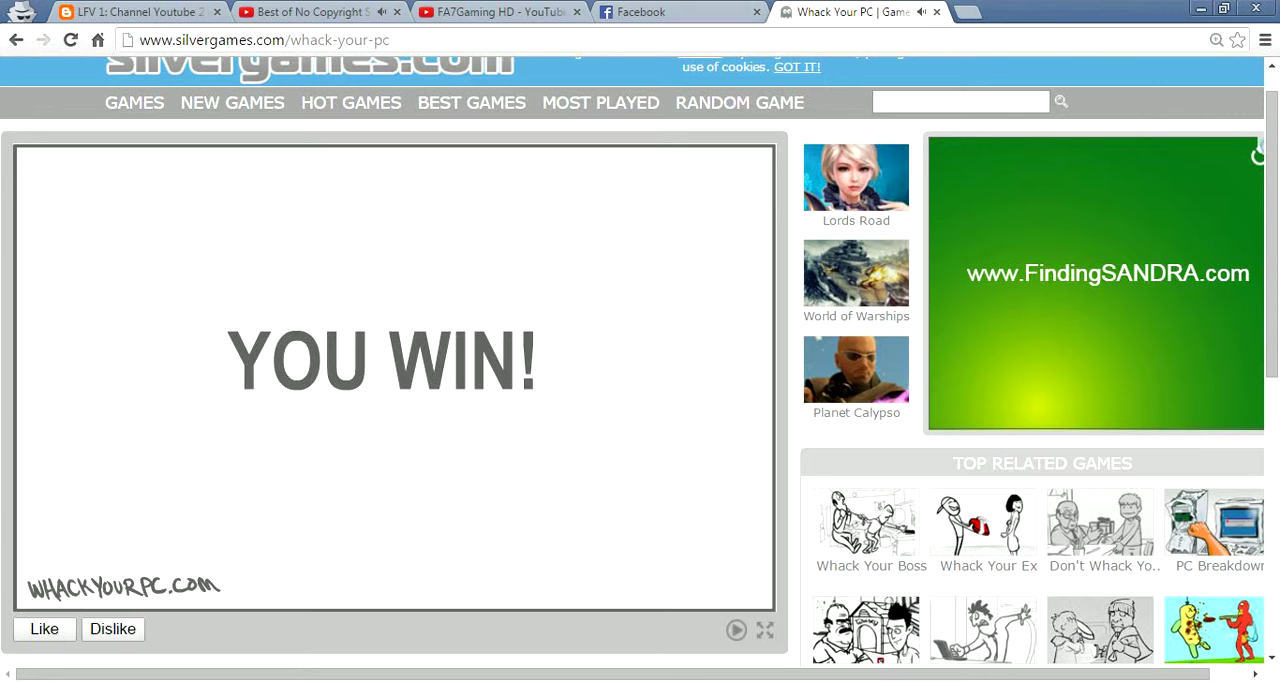 LFV 1: Channel Youtube 2
Best of No Copyright S
FA7Gaming HD - YouTube
Facebook
Whack Your PC | Game
www.silvergames.com/whack-your-pc
silvergames.com
use of cookies. GOT IT!
GAMES NEW GAMES HOT GAMES BEST GAMES MOST PLAYED RANDOM GAME
YOU WIN!
WHACKYOURPC.COM
Like Dislike
Lords Road
World of Warships
Planet Calypso
www.FindingSANDRA.com
TOP RELATED GAMES
Whack Your Boss Whack Your Ex Don't Whack Yo.. PC Breakdown